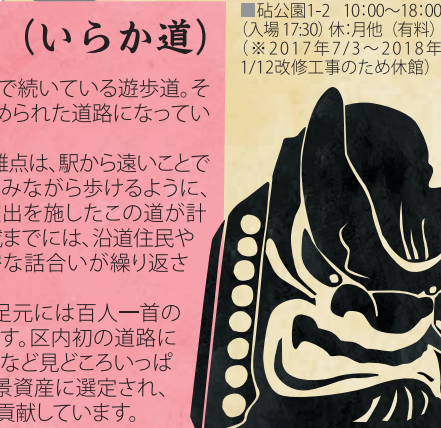 （いらか道）
で続いている遊歩道。そ
められた道路になってい
難点は、駅から遠いことで
みながら歩けるように、
出を施したこの道が計
までには、沿道住民や
な話合いが繰り返さ
足元には百人一首の
す。区内初の道路に
など見どころいっぱ
景資産に選定され、
貢献しています。
■砧公園1-2 10:00～18:00
（入場 17:30） 休：月他（有料）
（※2017年7/3～2018年
1/12改修工事のため休館）